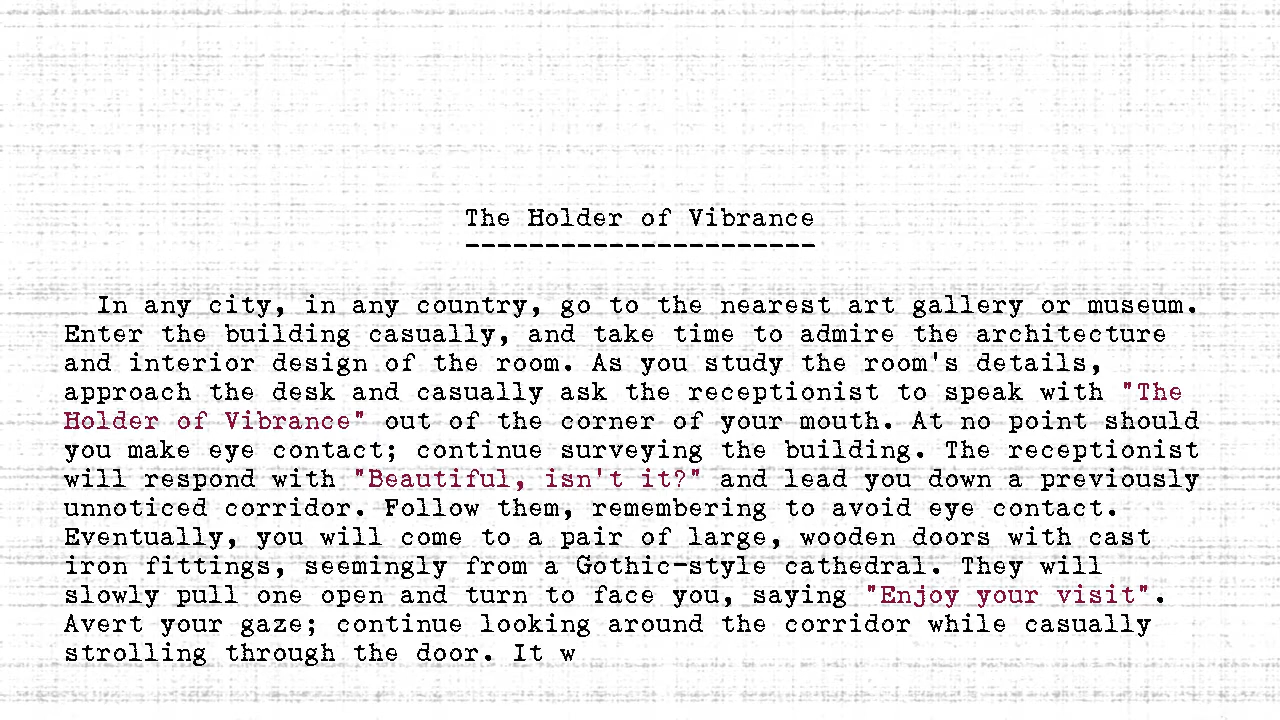 The Holder of Vibrance
----------------------
In any city, in any country, go to the nearest art gallery or museum.
Enter the building casually, and take time to admire the architecture
and interior design of the room. As you study the room's details,
approach the desk and casually ask the receptionist to speak with "The
Holder of Vibrance" out of the corner of your mouth. At no point should
you make eye contact; continue surveying the building. The receptionist
will respond with "Beautiful, isn't it?" and lead you down a previously
unnoticed corridor. Follow them, remembering to avoid eye contact.
Eventually, you will come to a pair of large, wooden doors with cast
iron fittings, seemingly from a Gothic-style cathedral. They will
slowly pull one open and turn to face you, saying "Enjoy your visit".
Avert your gaze; continue looking around the corridor while casually
strolling through the door. It w